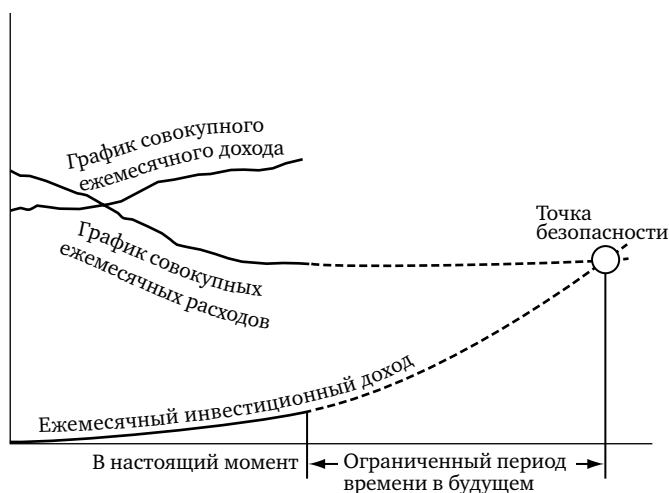 График совокупного
ежемесячного дохода
Точка
безопасности
График совокупных
ежемесячных расходов
Ежемесячный инвестиционный доход
В настоящий момент
Ограниченный период
времени в будущем